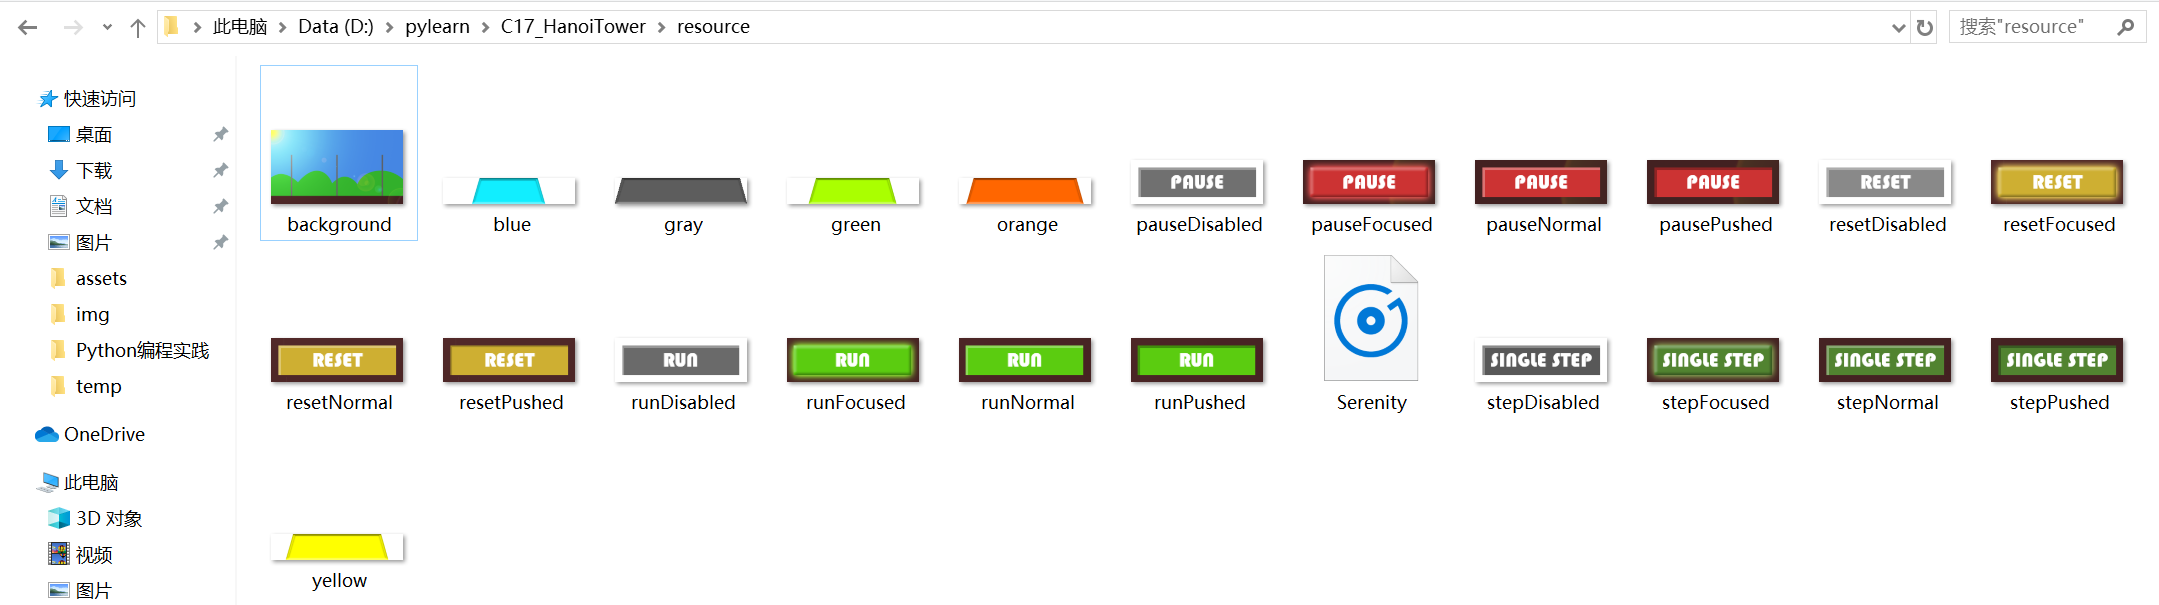 此电脑 > Data (D:) > pylearn > C17_HanoiTower > resource
搜索"resource"
快速访问
桌面
下载
文档
图片
assets
img
Python编程实践
temp
OneDrive
此电脑
3D 对象
视频
图片
PAUSE PAUSE PAUSE PAUSE RESET RESET
background blue gray green orange pauseDisabled pauseFocused pauseNormal pausePushed resetDisabled resetFocused
RESET RESET RUN RUN RUN RUN SINGLE STEP SINGLE STEP SINGLE STEP SINGLE STEP
resetNormal resetPushed runDisabled runFocused runNormal runPushed Serenity stepDisabled stepFocused stepNormal stepPushed
yellow